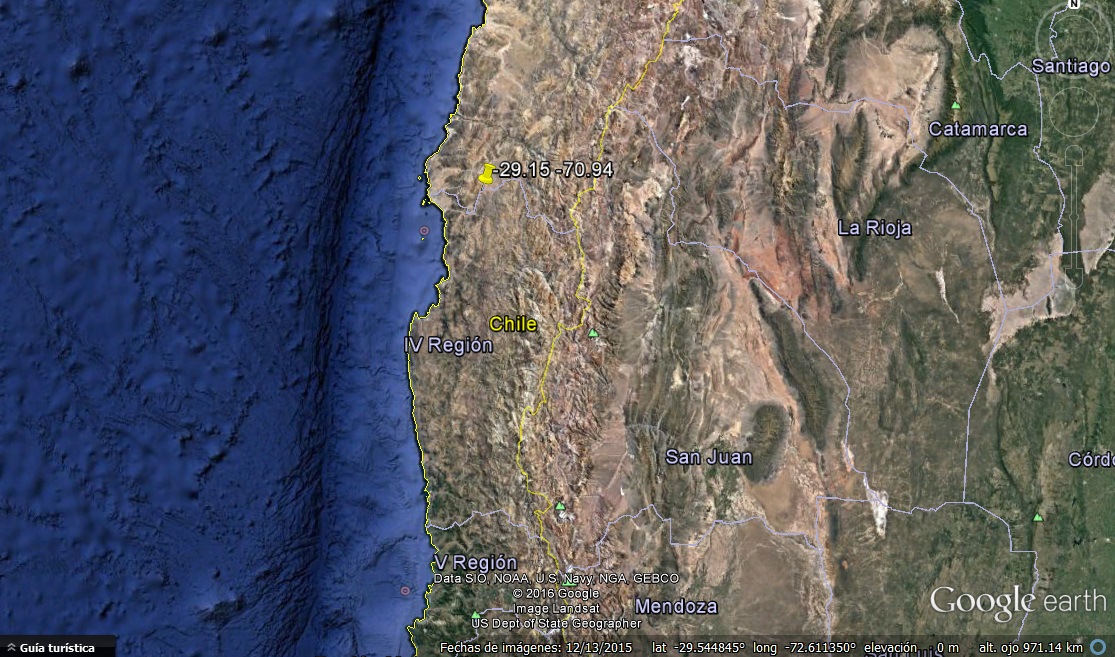 N
Santiago
Catamarca
-29.15 -70.94
La Rioja
Chile
IV Región
San Juan
Córdo
V Región
Data SIO, NOAA, U.S. Navy, NGA, GEBCO
© 2016 Google
Image Landsat
US Dept of State Geographer
Mendoza
Google earth
Guía turística
Fechas de imágenes: 12/13/2015 lat -29.544845° long -72.611350° elevación 0 m alt. ojo 971.14 km
San Luis